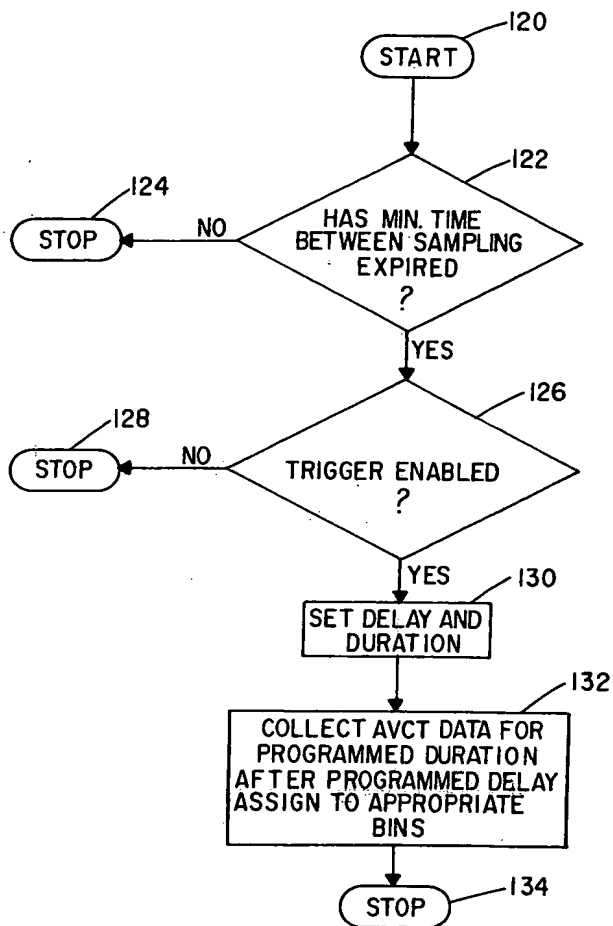 120
START
122
124
HAS MIN. TIME
BETWEEN SAMPLING
EXPIRED
?
NO
STOP
YES
126
128
TRIGGER ENABLED
?
NO
STOP
YES
130
SET DELAY AND
DURATION
132
COLLECT AVCT DATA FOR
PROGRAMMED DURATION
AFTER PROGRAMMED DELAY
ASSIGN TO APPROPRIATE
BINS
134
STOP